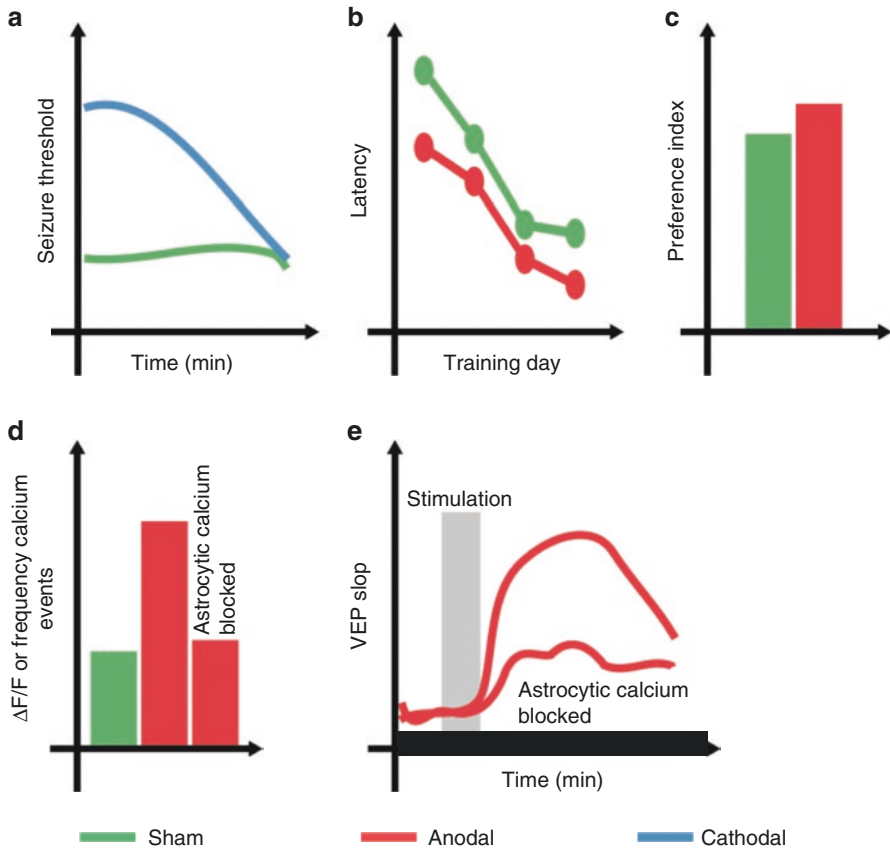 a
Seizure threshold
Time (min)
b
Latency
Training day
c
Preference index
d
ΔF/F or frequency calcium
events
Astrocytic calcium
blocked
e
VEP slop
Stimulation
Astrocytic calcium
blocked
Time (min)
Sham
Anodal
Cathodal